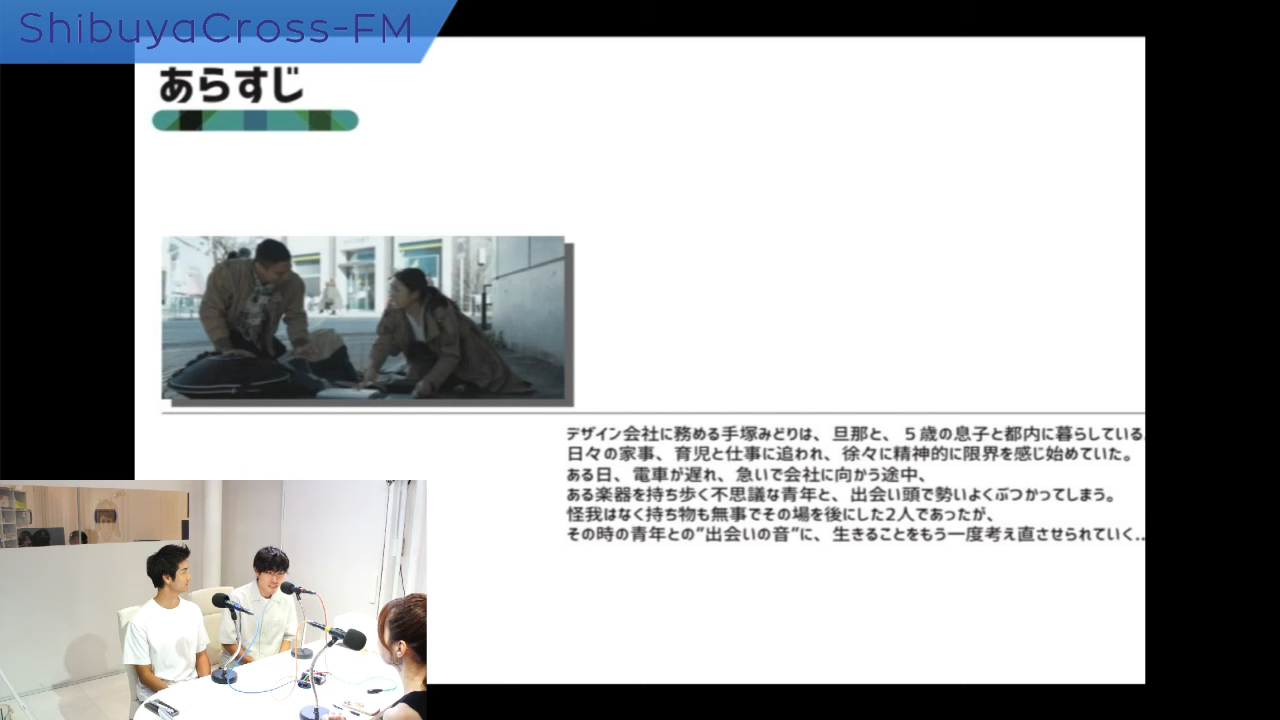 ShibuyaCross-FM
あらすじ
デザイン会社に務める手塚みどりは、旦那と、５歳の息子と都内に暮らしている.
日々の家事、育児と仕事に追われ、徐々に精神的に限界を感じ始めていた。
ある日、電車が遅れ、急いで会社に向かう途中、
ある楽器を持ち歩く不思議な青年と、出会い頭で勢いよくぶつかってしまう。
怪我はなく持ち物も無事でその場を後にした2人であったが、
その時の青年との”出会いの音”に、生きることをもう一度考え直させられていく..